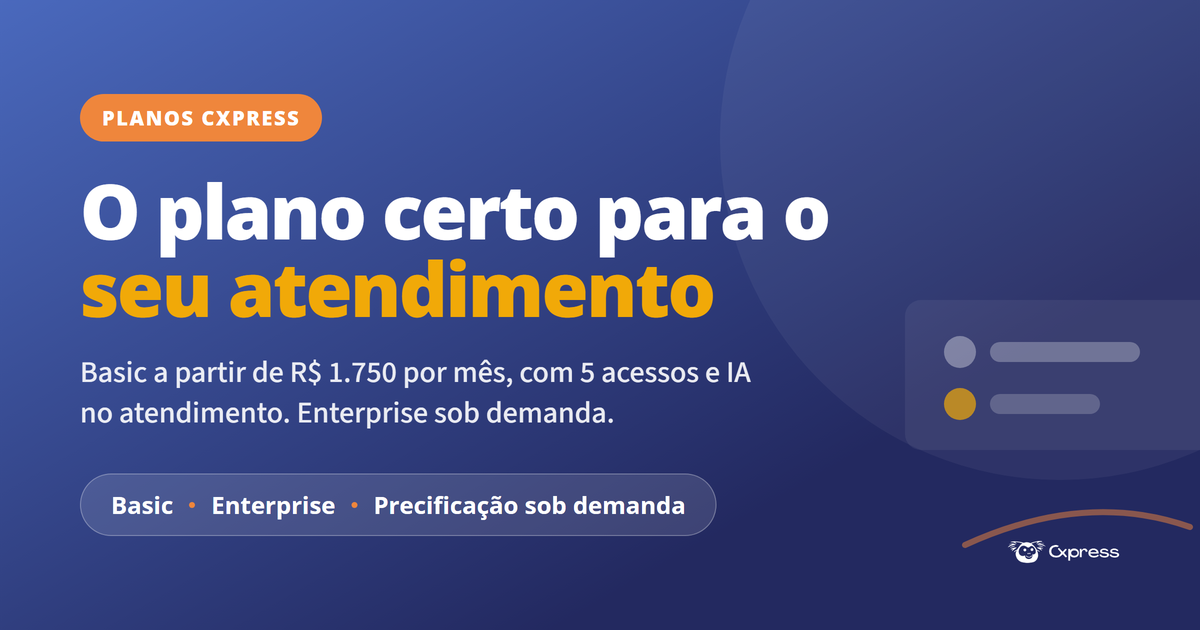 PLANOS CXPRESS
O plano certo para o
seu atendimento
Basic a partir de R$ 1.750 por mês, com 5 acessos e IA
no atendimento. Enterprise sob demanda.
Basic • Enterprise • Precificação sob demanda
Cxpress